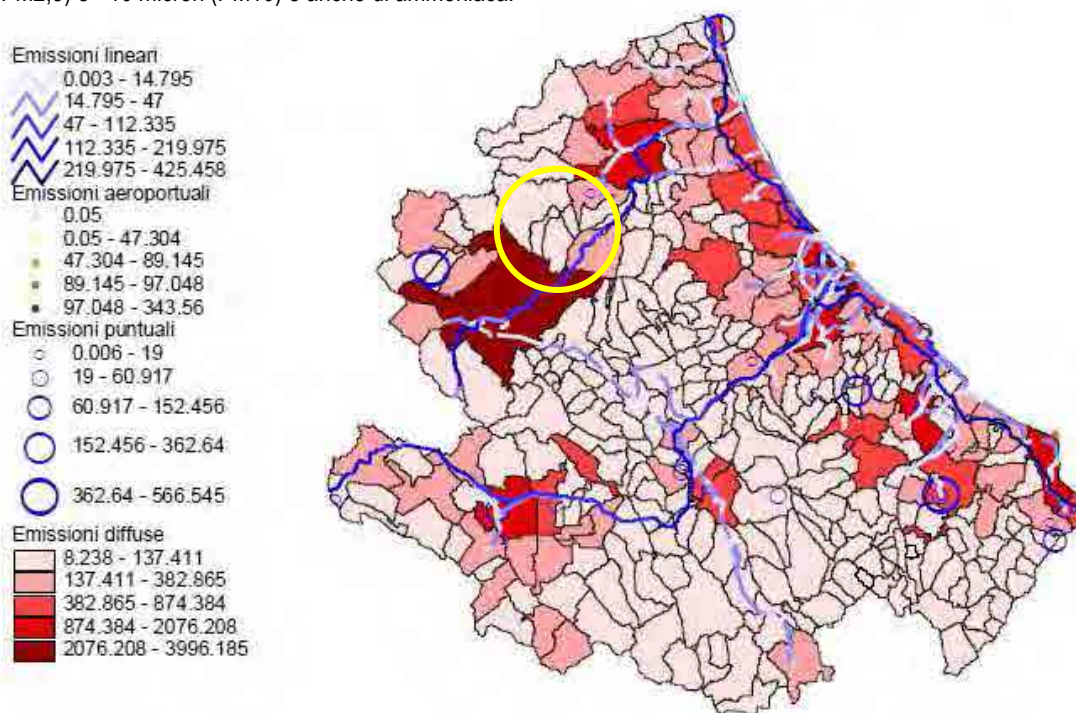 e anche di ammoniaca.
Emissioni lineari
0.003 - 14.795
14.795 - 47
47 - 112.335
112.335 - 219.975
219.975 - 425.458
Emissioni aeroportuali
0.05
0.05 - 47.304
47.304 - 89.145
89.145 - 97.048
97.048 - 343.56
Emissioni puntuali
0.006 - 19
19 - 60.917
60.917 - 152.456
152.456 - 362.64
362.64 - 566.545
Emissioni diffuse
8.238 - 137.411
137.411 - 382.865
382.865 - 874.384
874.384 - 2076.208
2076.208 - 3996.185